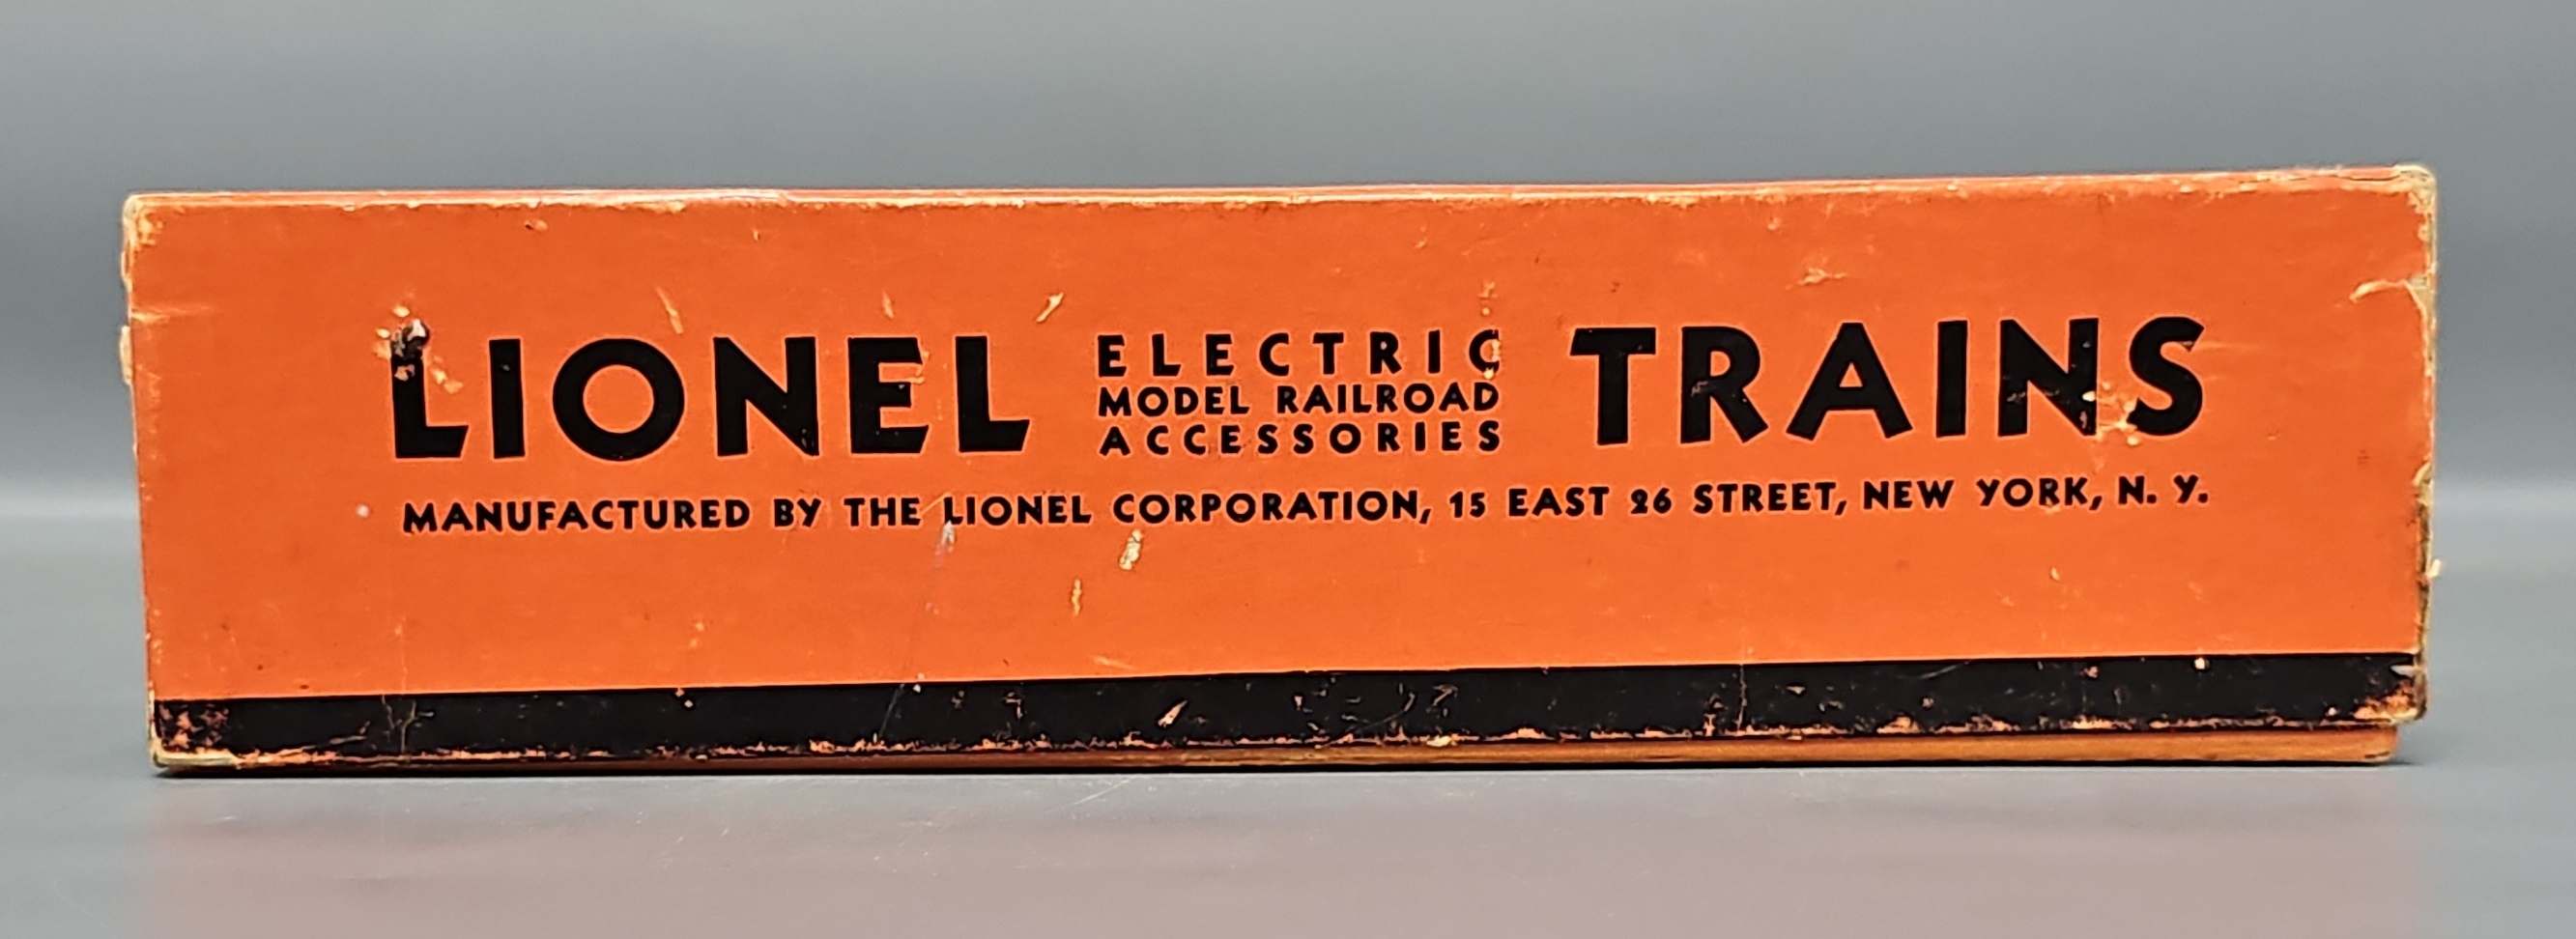 LIONEL ELECTRIC TRAINS
MODEL RAILROAD
ACCESSORIES
MANUFACTURED BY THE LIONEL CORPORATION, 15 EAST 26 STREET, NEW YORK, N. Y.